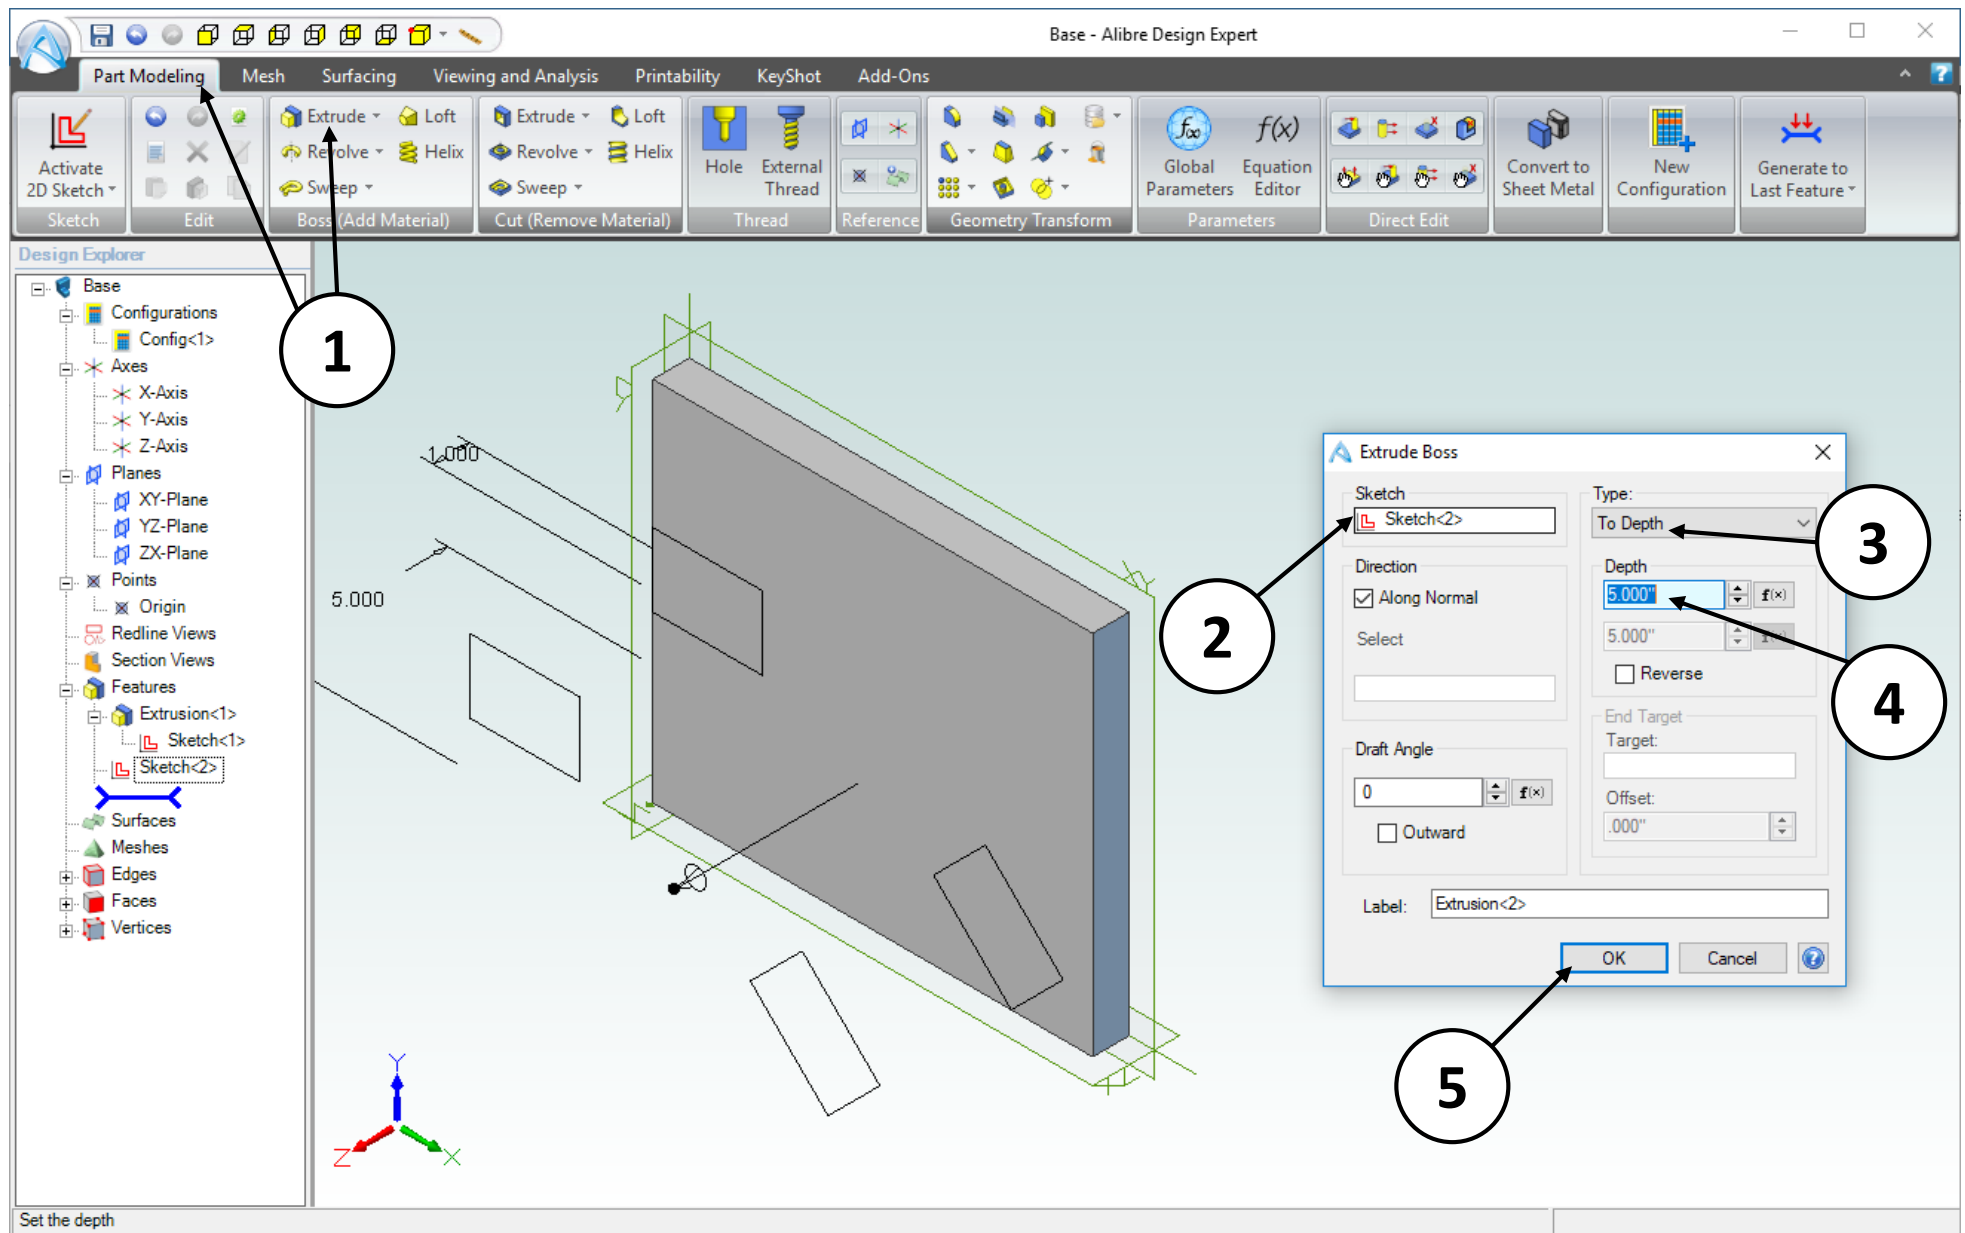 Base - Alibre Design Expert
Part Modeling Mesh Surfacing Viewing and Analysis Printability KeyShot Add-Ons
Activate
2D Sketch
Sketch
Edit
Extrude Loft
Revolve Helix
Sweep
Boss (Add Material)
Extrude Loft
Revolve Helix
Sweep
Cut (Remove Material)
Hole
External
Thread
Thread
Reference
Geometry Transform
Global
Parameters
f(x)
Equation
Editor
Parameters
Direct Edit
Convert to
Sheet Metal
New
Configuration
Generate to
Last Feature
Design Explorer
Base
Configurations
Config<1>
Axes
X-Axis
Y-Axis
Z-Axis
Planes
XY-Plane
YZ-Plane
ZX-Plane
Points
Origin
Redline Views
Section Views
Features
Extrusion<1>
Sketch<1>
Sketch<2>
Surfaces
Meshes
Edges
Faces
Vertices
1
1.000
5.000
Y
Z
X
2
Extrude Boss
Sketch
Sketch<2>
Direction
Along Normal
Select
Draft Angle
0 f(x)
Outward
Type:
To Depth
3
Depth
5.000" f(x)
5.000" f(x)
Reverse
4
End Target
Target:
Offset:
.000"
Label: Extrusion<2>
OK Cancel
5
Set the depth